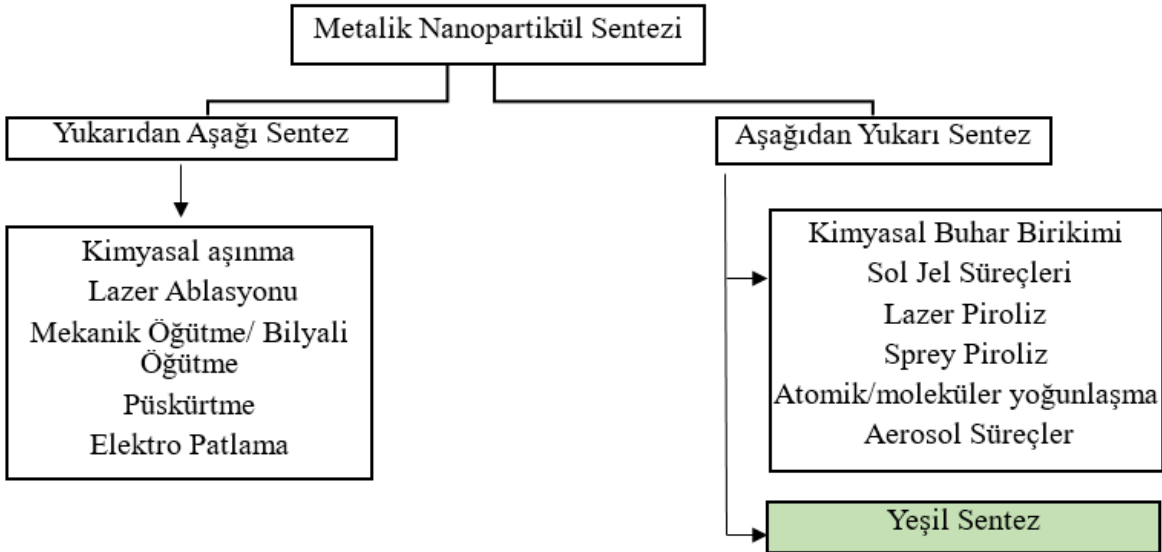 Metalik Nanopartikül Sentezi
Yukarıdan Aşağı Sentez
Kimyasal aşınma
Lazer Ablasyonu
Mekanik Öğütme/ Bilyali
Öğütme
Püskürtme
Elektro Patlama
Aşağıdan Yukarı Sentez
Kimyasal Buhar Birikimi
Sol Jel Süreçleri
Lazer Piroliz
Sprey Piroliz
Atomik/moleküler yoğunlaşma
Aerosol Süreçler
Yeşil Sentez